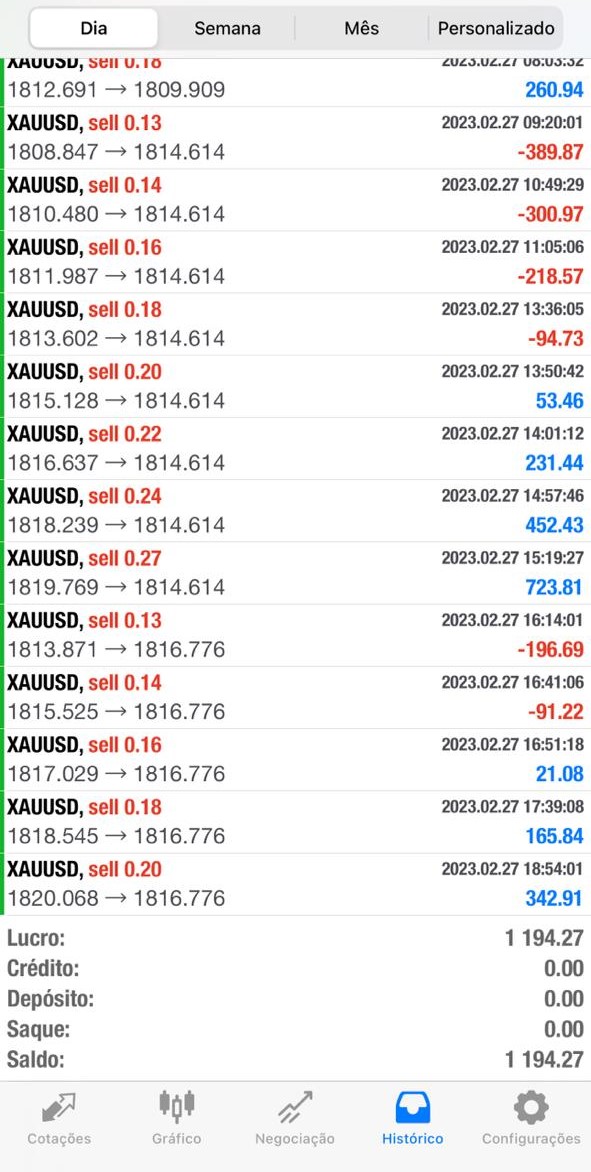 Dia Semana Mês Personalizado
XAUUSD, sell 0.18 2023.02.27 08:03:32
1812.691 → 1809.909 260.94
XAUUSD, sell 0.13 2023.02.27 09:20:01
1808.847 → 1814.614 -389.87
XAUUSD, sell 0.14 2023.02.27 10:49:29
1810.480 → 1814.614 -300.97
XAUUSD, sell 0.16 2023.02.27 11:05:06
1811.987 → 1814.614 -218.57
XAUUSD, sell 0.18 2023.02.27 13:36:05
1813.602 → 1814.614 -94.73
XAUUSD, sell 0.20 2023.02.27 13:50:42
1815.128 → 1814.614 53.46
XAUUSD, sell 0.22 2023.02.27 14:01:12
1816.637 → 1814.614 231.44
XAUUSD, sell 0.24 2023.02.27 14:57:46
1818.239 → 1814.614 452.43
XAUUSD, sell 0.27 2023.02.27 15:19:27
1819.769 → 1814.614 723.81
XAUUSD, sell 0.13 2023.02.27 16:14:01
1813.871 → 1816.776 -196.69
XAUUSD, sell 0.14 2023.02.27 16:41:06
1815.525 → 1816.776 -91.22
XAUUSD, sell 0.16 2023.02.27 16:51:18
1817.029 → 1816.776 21.08
XAUUSD, sell 0.18 2023.02.27 17:39:08
1818.545 → 1816.776 165.84
XAUUSD, sell 0.20 2023.02.27 18:54:01
1820.068 → 1816.776 342.91
Lucro: 1 194.27
Crédito: 0.00
Depósito: 0.00
Saque: 0.00
Saldo: 1 194.27
Cotações Gráfico Negociação Histórico Configurações